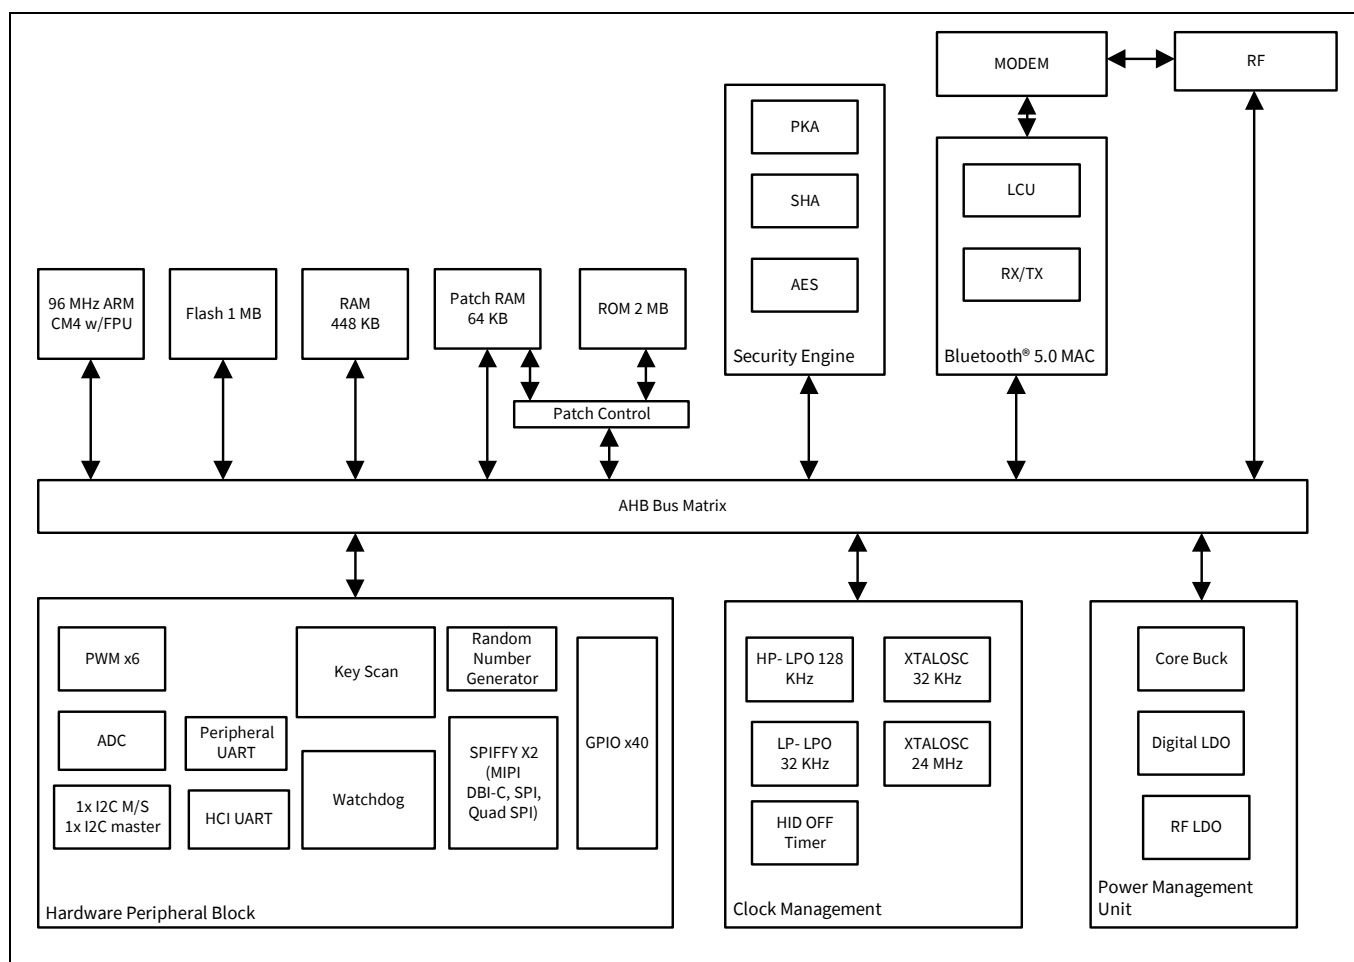 MODEM
RF
PKA
SHA
AES
Security Engine
LCU
RX/TX
Bluetooth® 5.0 MAC
96 MHz ARM
CM4 w/FPU
Flash 1 MB
RAM
448 KB
Patch RAM
64 KB
ROM 2 MB
Patch Control
AHB Bus Matrix
PWM x6
ADC
1x I2C M/S
1x I2C master
Peripheral
UART
HCI UART
Key Scan
Watchdog
Random
Number
Generator
SPIFFY X2
(MIPI
DBI-C, SPI,
Quad SPI)
GPIO x40
Hardware Peripheral Block
HP- LPO 128
KHz
XTALOSC
32 KHz
LP- LPO
32 KHz
XTALOSC
24 MHz
HID OFF
Timer
Clock Management
Core Buck
Digital LDO
RF LDO
Power Management
Unit